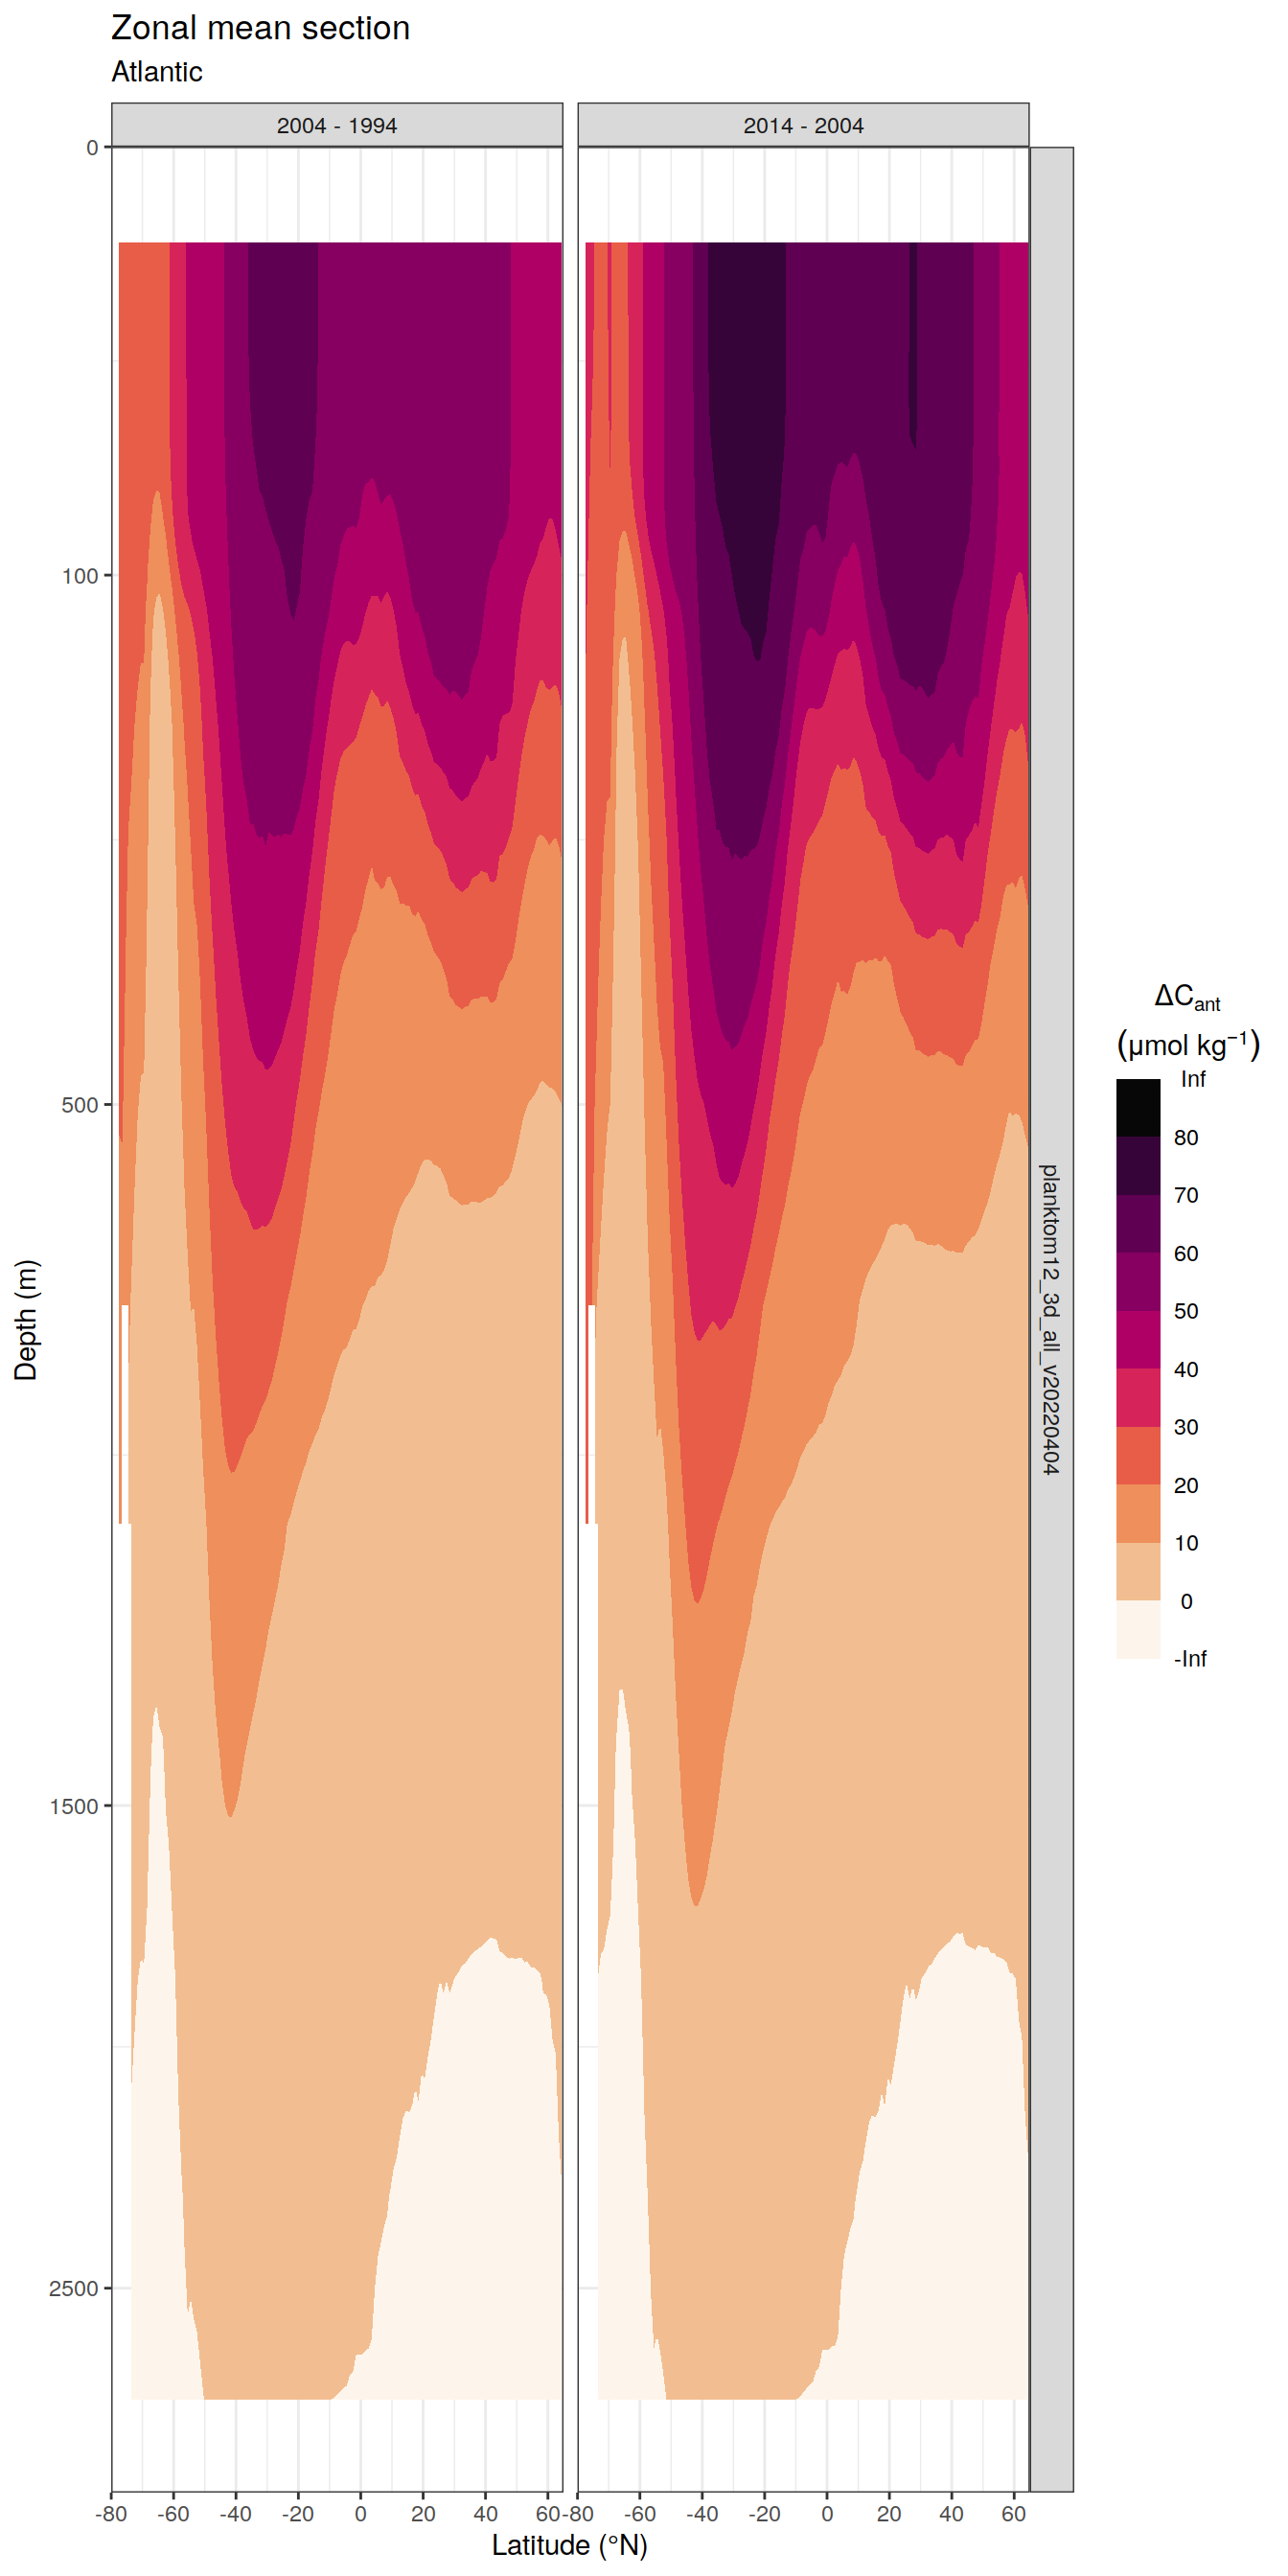 Zonal mean section
Atlantic
2004 - 1994
2014 - 2004
0
100
500
1500
2500
Depth (m)
-80 -60 -40 -20 0 20 40 60
-80 -60 -40 -20 0 20 40 60
Latitude (°N)
planktom12_3d_all_v20220404
ΔCant
(μmol kg⁻¹)
Inf
80
70
60
50
40
30
20
10
0
-Inf